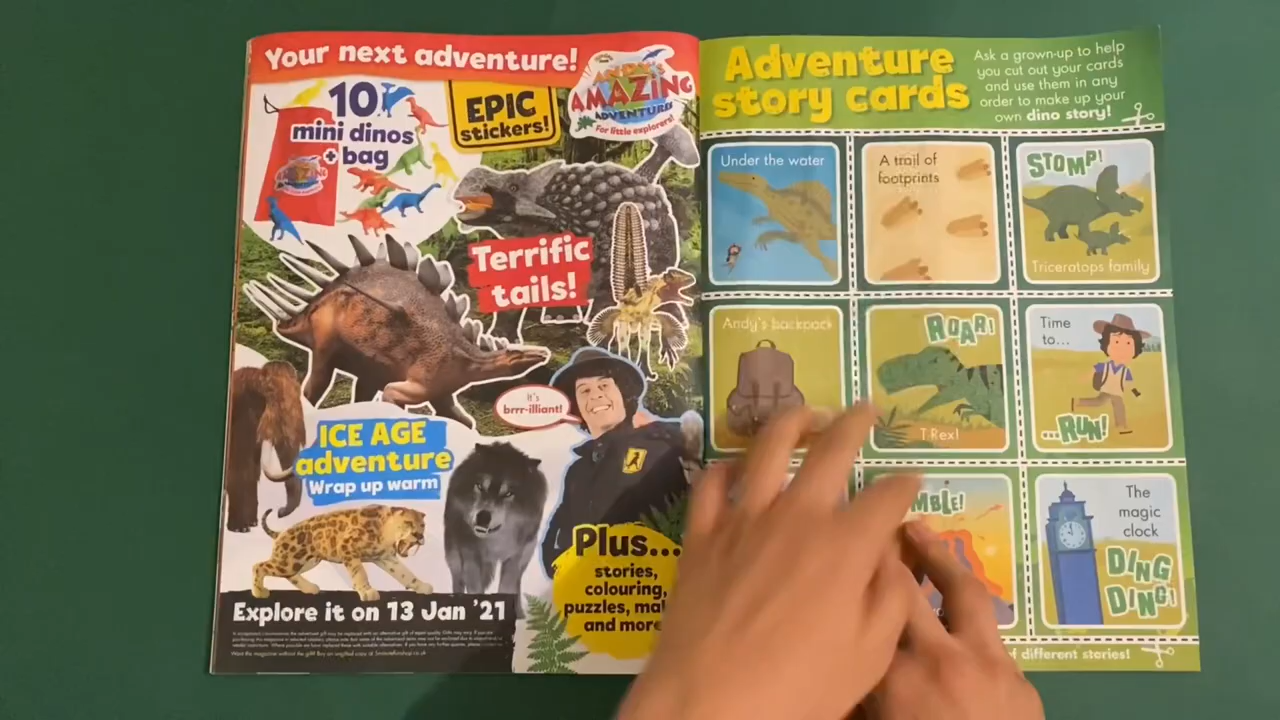 Your next adventure!
ANDY'S
AMAZING
ADVENTURES
For little explorers!
10
mini dinos
+ bag
EPIC
stickers!
Terrific
tails!
It's
brrr-illiant!
ICE AGE
adventure
Wrap up warm
Plus...
stories,
colouring,
puzzles,
and more
Explore it on 13 Jan '21
Adventure
story cards
Ask a grown-up to help
you cut out your cards
and use them in any
order to make up your
own dino story!
Under the water
A trail of
footprints
STOMP!
Triceratops family
Andy's backpack
ROAR!
T.Rex!
Time
to...
...RUN!
The
magic
clock
DING
DING!
of different stories!